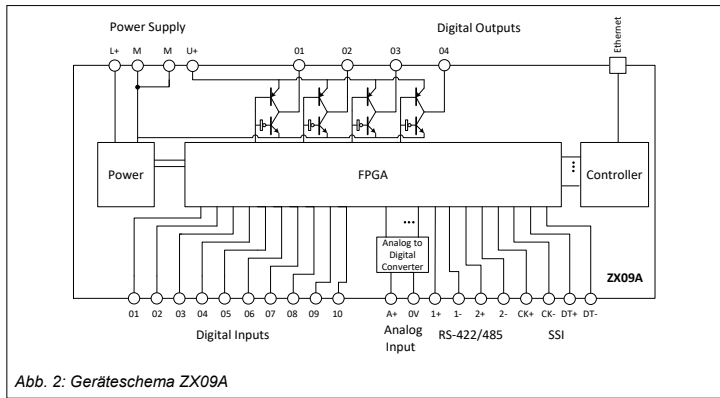 Power Supply
Digital Outputs
L+ M M U+ 01 02 03 04 Ethernet
Power
FPGA
Controller
Analog to
Digital
Converter
ZX09A
01 02 03 04 05 06 07 08 09 10 A+ 0V 1+ 1- 2+ 2- CK+ CK- DT+ DT-
Digital Inputs
Analog
Input
RS-422/485
SSI
Abb. 2: Geräteschema ZX09A